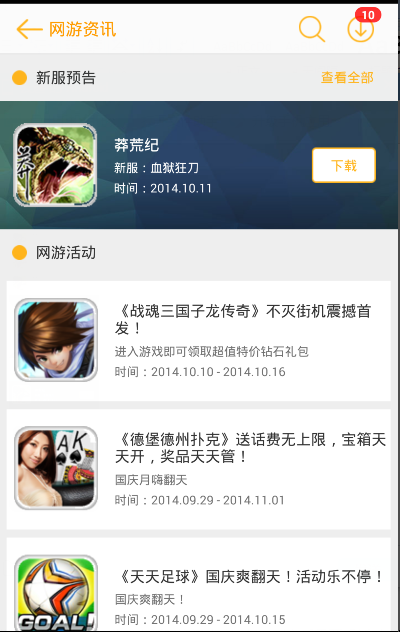 网游资讯
10
新服预告
查看全部
莽荒纪
新服：血狱狂刀
时间：2014.10.11
下载
网游活动
《战魂三国子龙传奇》不灭街机震撼首
发！
进入游戏即可领取超值特价钻石礼包
时间：2014.10.10 - 2014.10.16
《德堡德州扑克》送话费无上限，宝箱天
天开，奖品天天管！
国庆月嗨翻天
时间：2014.09.29 - 2014.11.01
A K
《天天足球》国庆爽翻天！活动乐不停！
国庆爽翻天！
时间：2014.09.29 - 2014.10.15
GOAL!